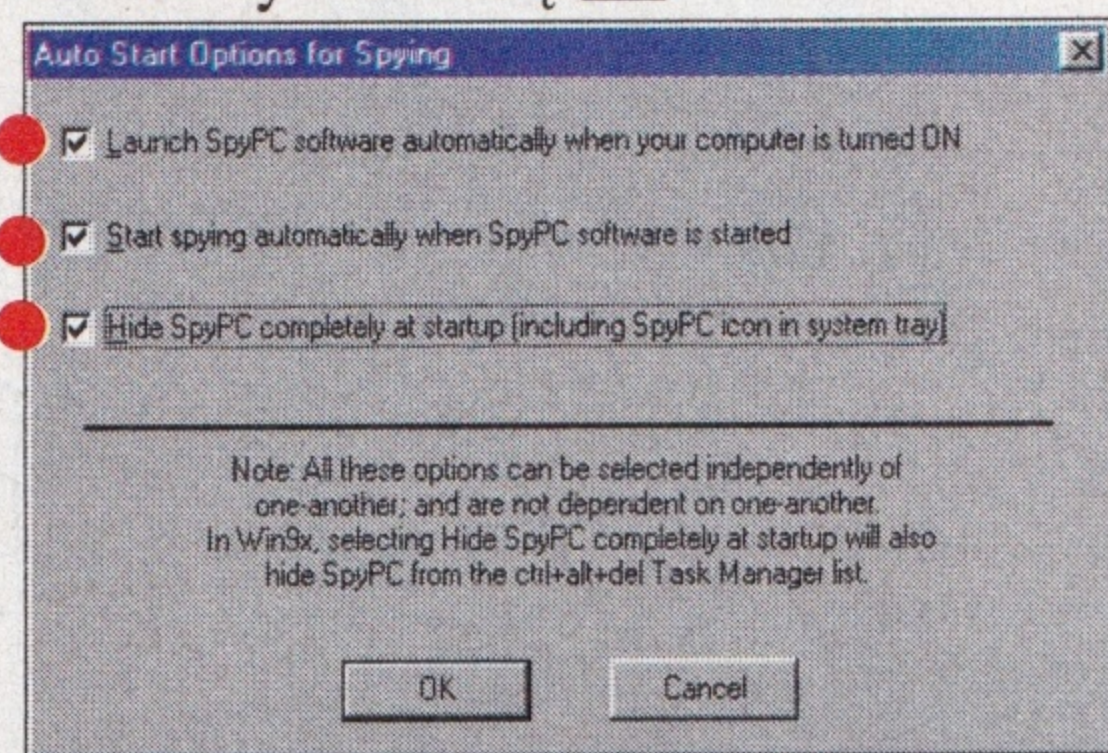 Auto Start Options for Spying
Launch SpyPC software automatically when your computer is turned ON
Start spying automatically when SpyPC software is started
Hide SpyPC completely at startup (including SpyPC icon in system tray)
Note: All these options can be selected independently of
one-another; and are not dependent on one-another.
In Win9x, selecting Hide SpyPC completely at startup will also
hide SpyPC from the ctrl+alt+del Task Manager list.
OK
Cancel